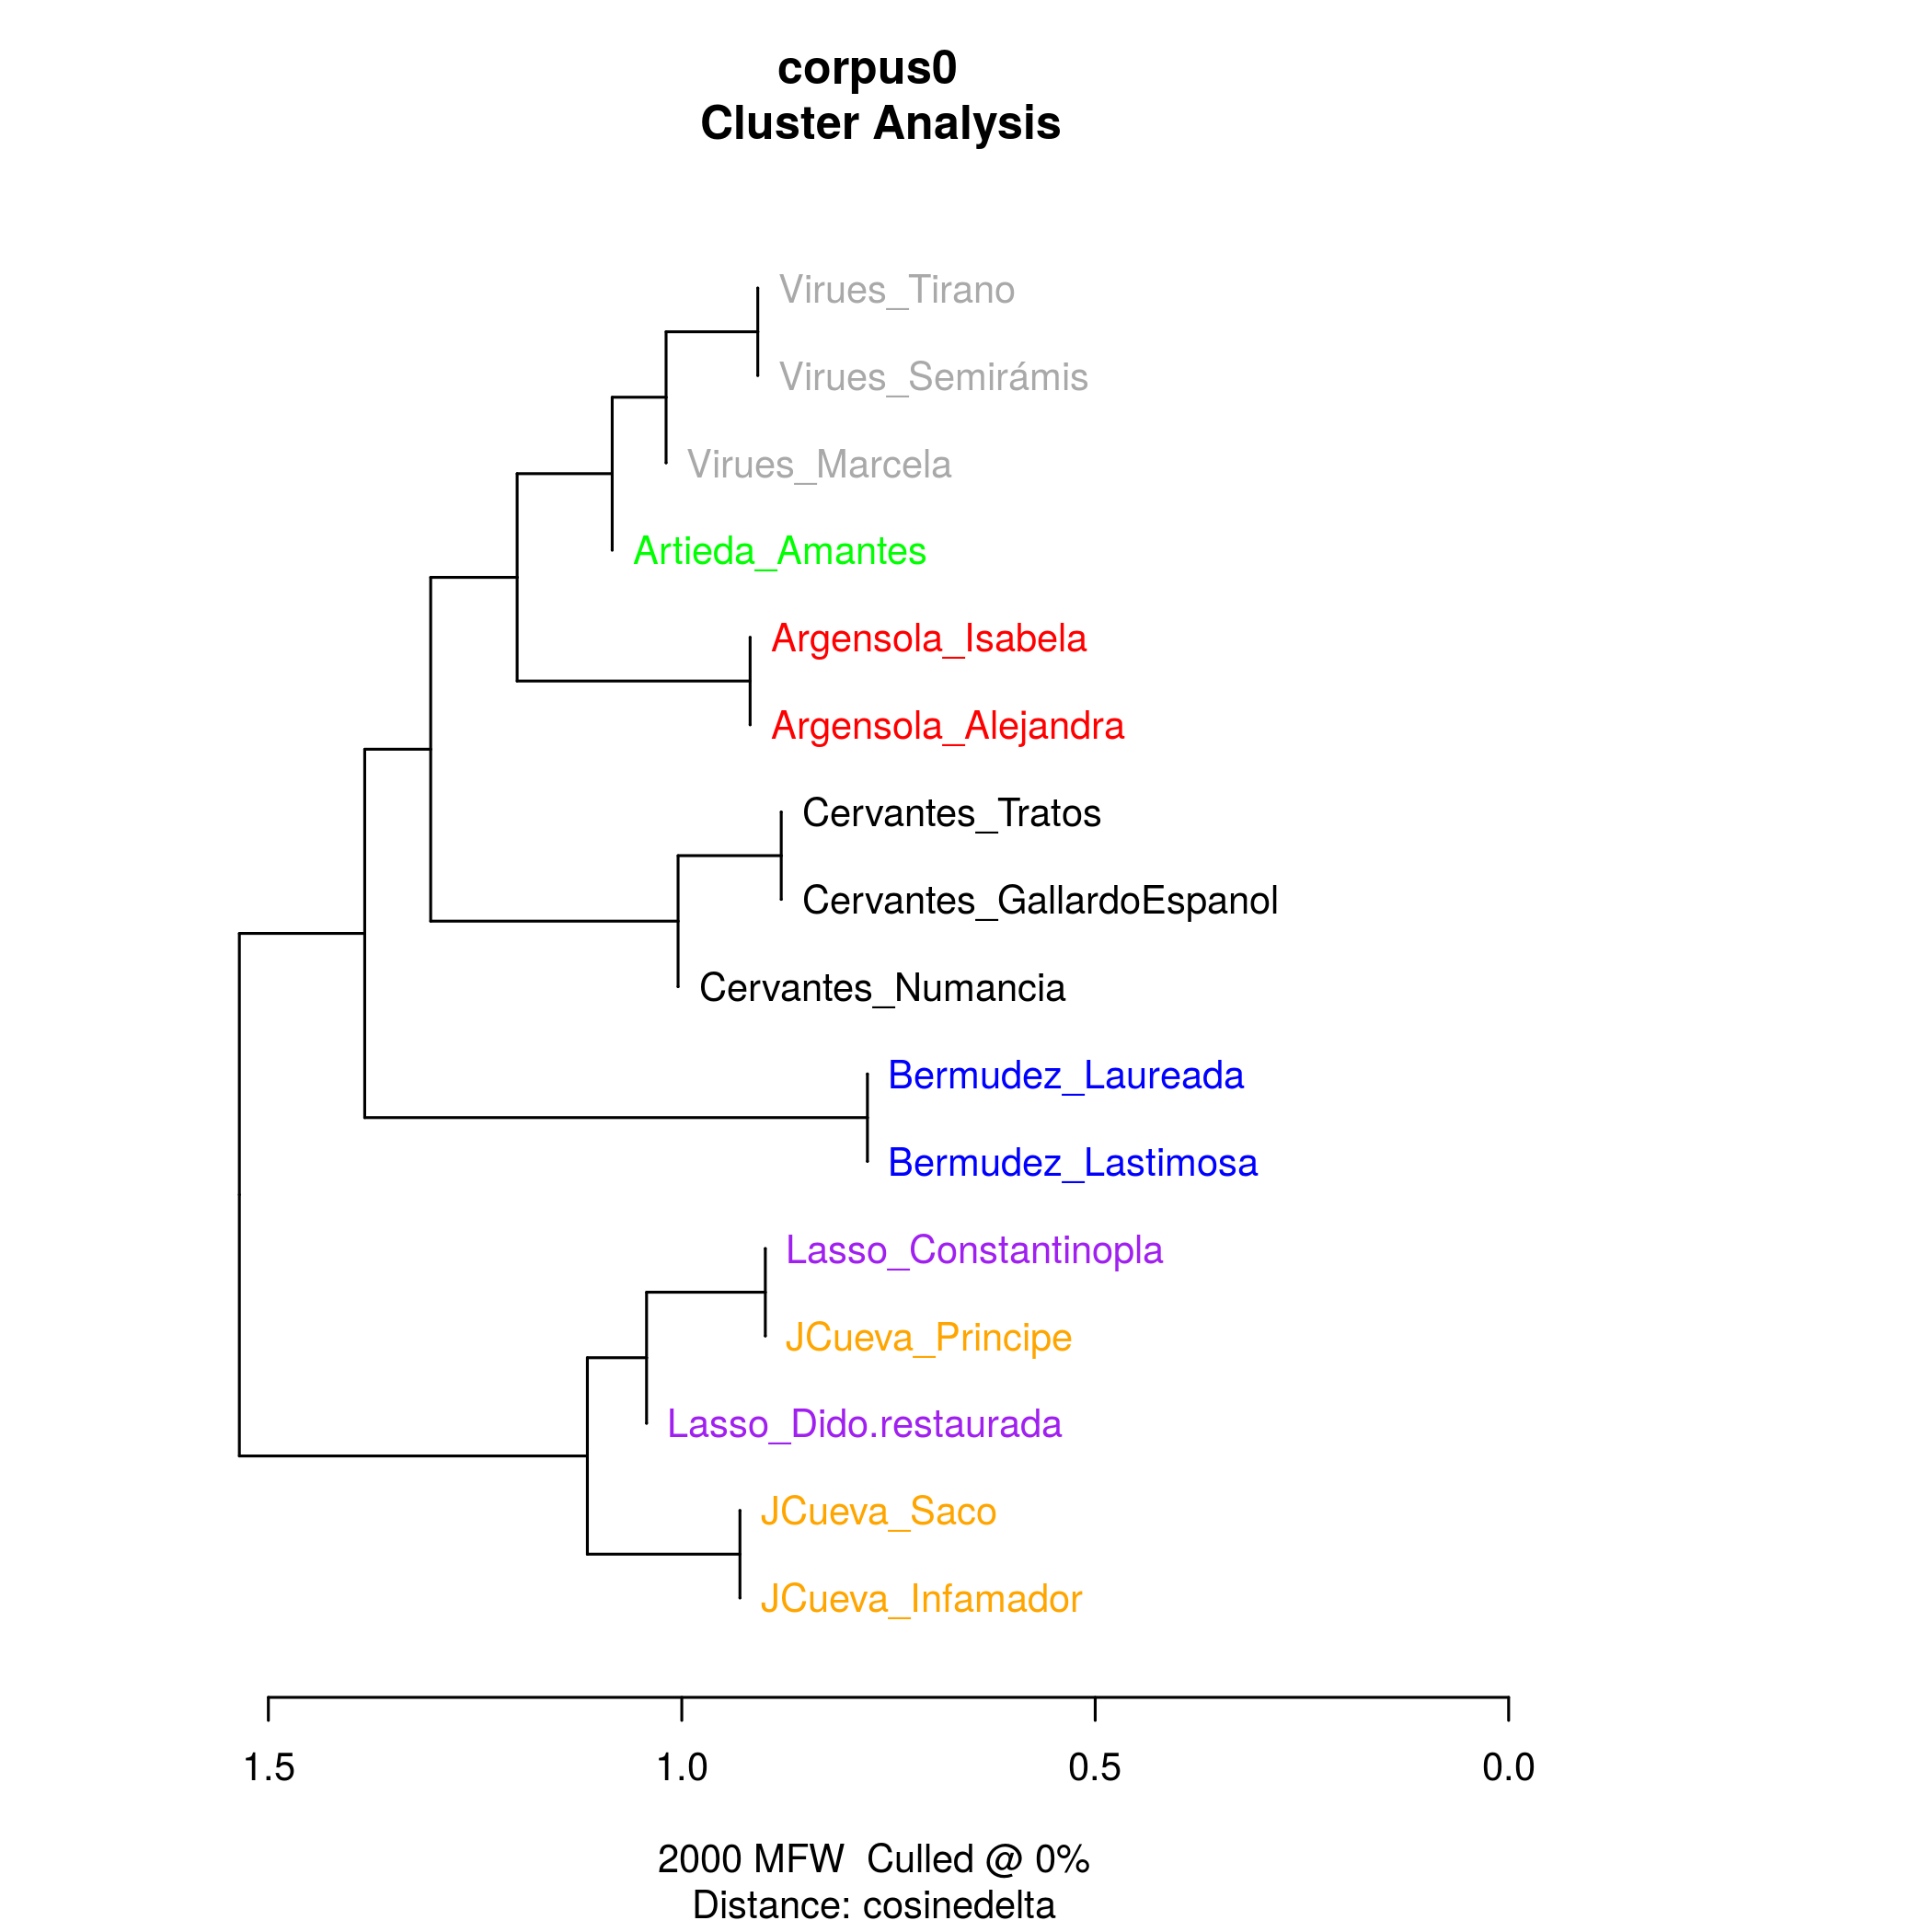 corpus0
Cluster Analysis
Virues_Tirano
Virues_Semirámis
Virues_Marcela
Artieda_Amantes
Argensola_Isabela
Argensola_Alejandra
Cervantes_Tratos
Cervantes_GallardoEspanol
Cervantes_Numancia
Bermudez_Laureada
Bermudez_Lastimosa
Lasso_Constantinopla
JCueva_Principe
Lasso_Dido.restaurada
JCueva_Saco
JCueva_Infamador
1.5 1.0 0.5 0.0
2000 MFW  Culled @ 0%
Distance: cosinedelta